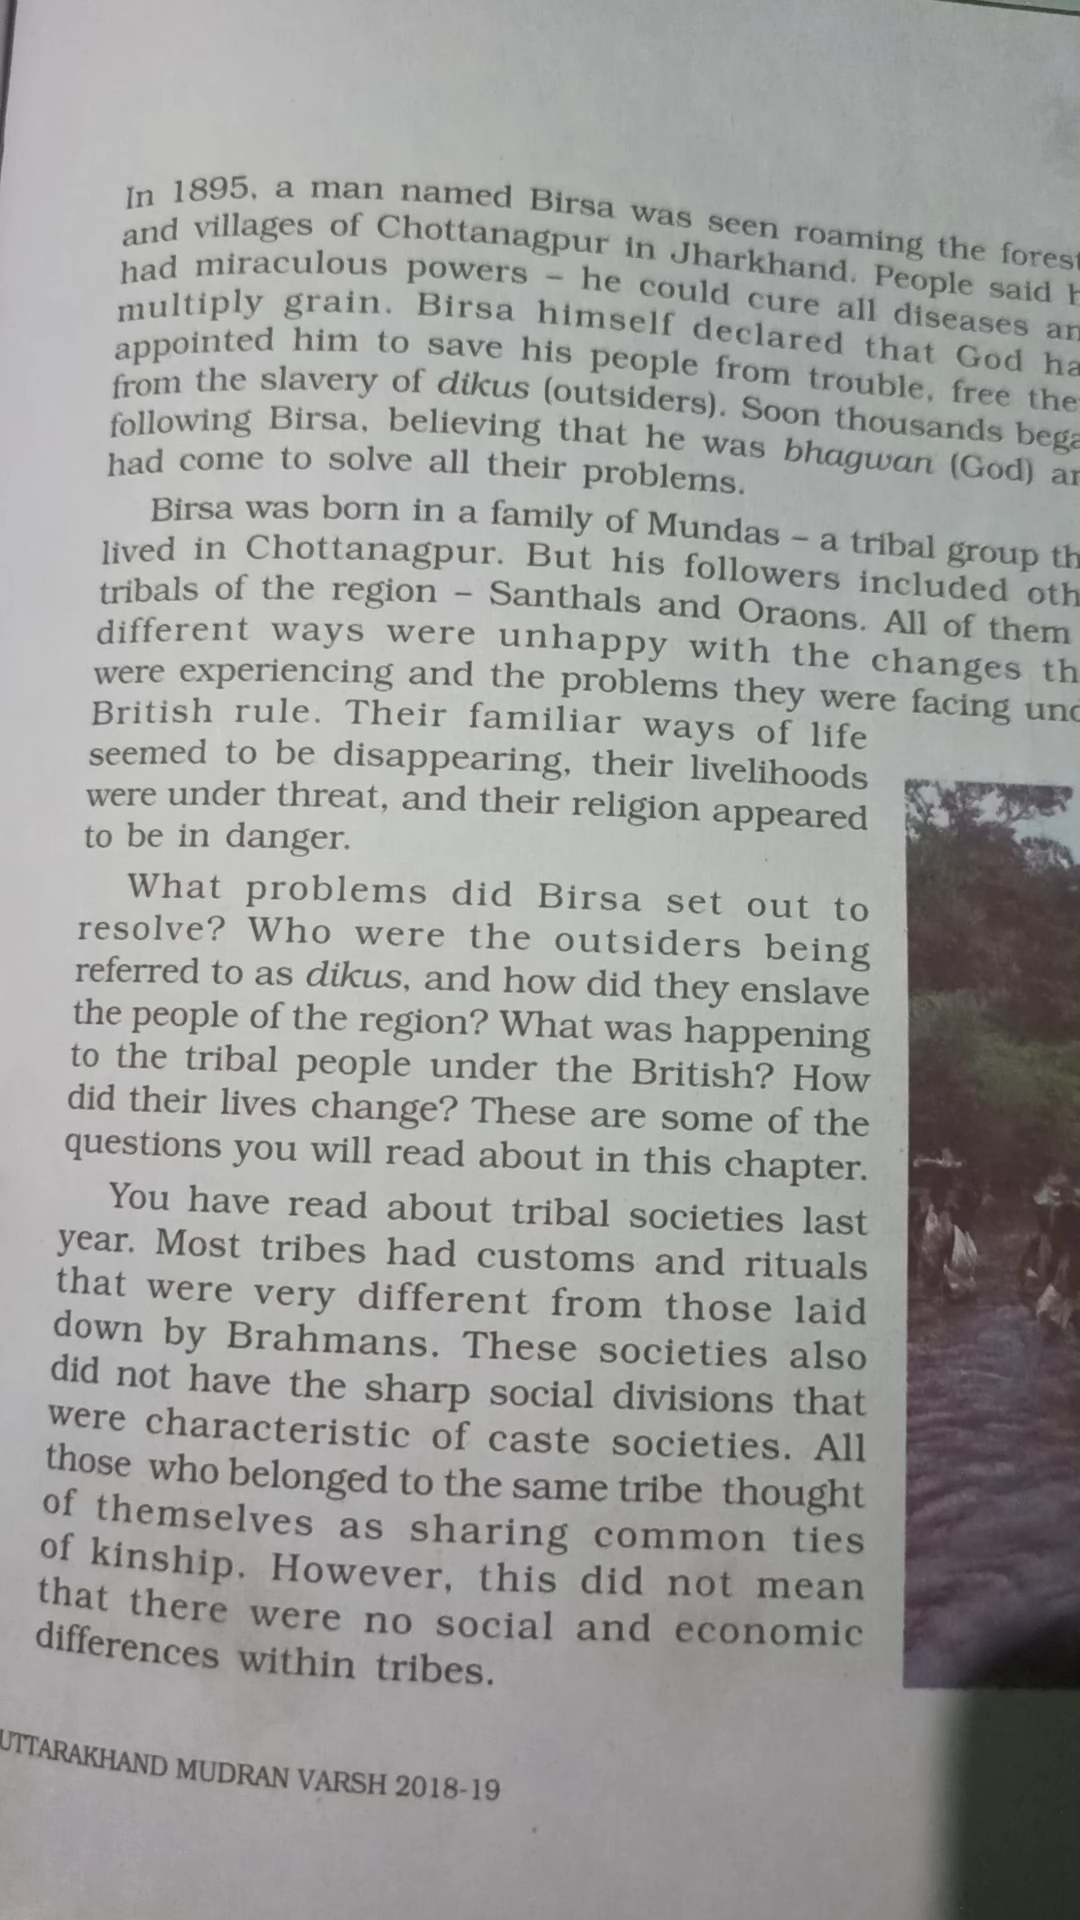 In 1895, a man named Birsa was seen roaming the forest
and villages of Chottanagpur in Jharkhand. People said
had miraculous powers – he could cure all diseases
multiply grain. Birsa himself declared that God
appointed him to save his people from trouble, free
from the slavery of dikus (outsiders). Soon thousands
following Birsa, believing that he was bhagwan (God)
had come to solve all their problems.
Birsa was born in a family of Mundas – a tribal group
lived in Chottanagpur. But his followers included
tribals of the region – Santhals and Oraons. All of them
different ways were unhappy with the changes
were experiencing and the problems they were facing
British rule. Their familiar ways of life
seemed to be disappearing, their livelihoods
were under threat, and their religion appeared
to be in danger.
What problems did Birsa set out to
resolve? Who were the outsiders being
referred to as dikus, and how did they enslave
the people of the region? What was happening
to the tribal people under the British? How
did their lives change? These are some of the
questions you will read about in this chapter.
You have read about tribal societies last
year. Most tribes had customs and rituals
that were very different from those laid
down by Brahmans. These societies also
did not have the sharp social divisions that
were characteristic of caste societies. All
those who belonged to the same tribe thought
of themselves as sharing common ties
of kinship. However, this did not mean
that there were no social and economic
differences within tribes.
UTTARAKHAND MUDRAN VARSH 2018-19